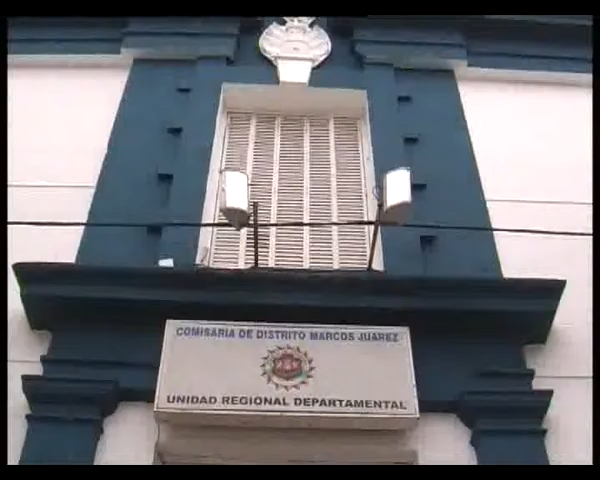 COMISARIA DE DISTRITO MARCOS JUAREZ
UNIDAD REGIONAL DEPARTAMENTAL